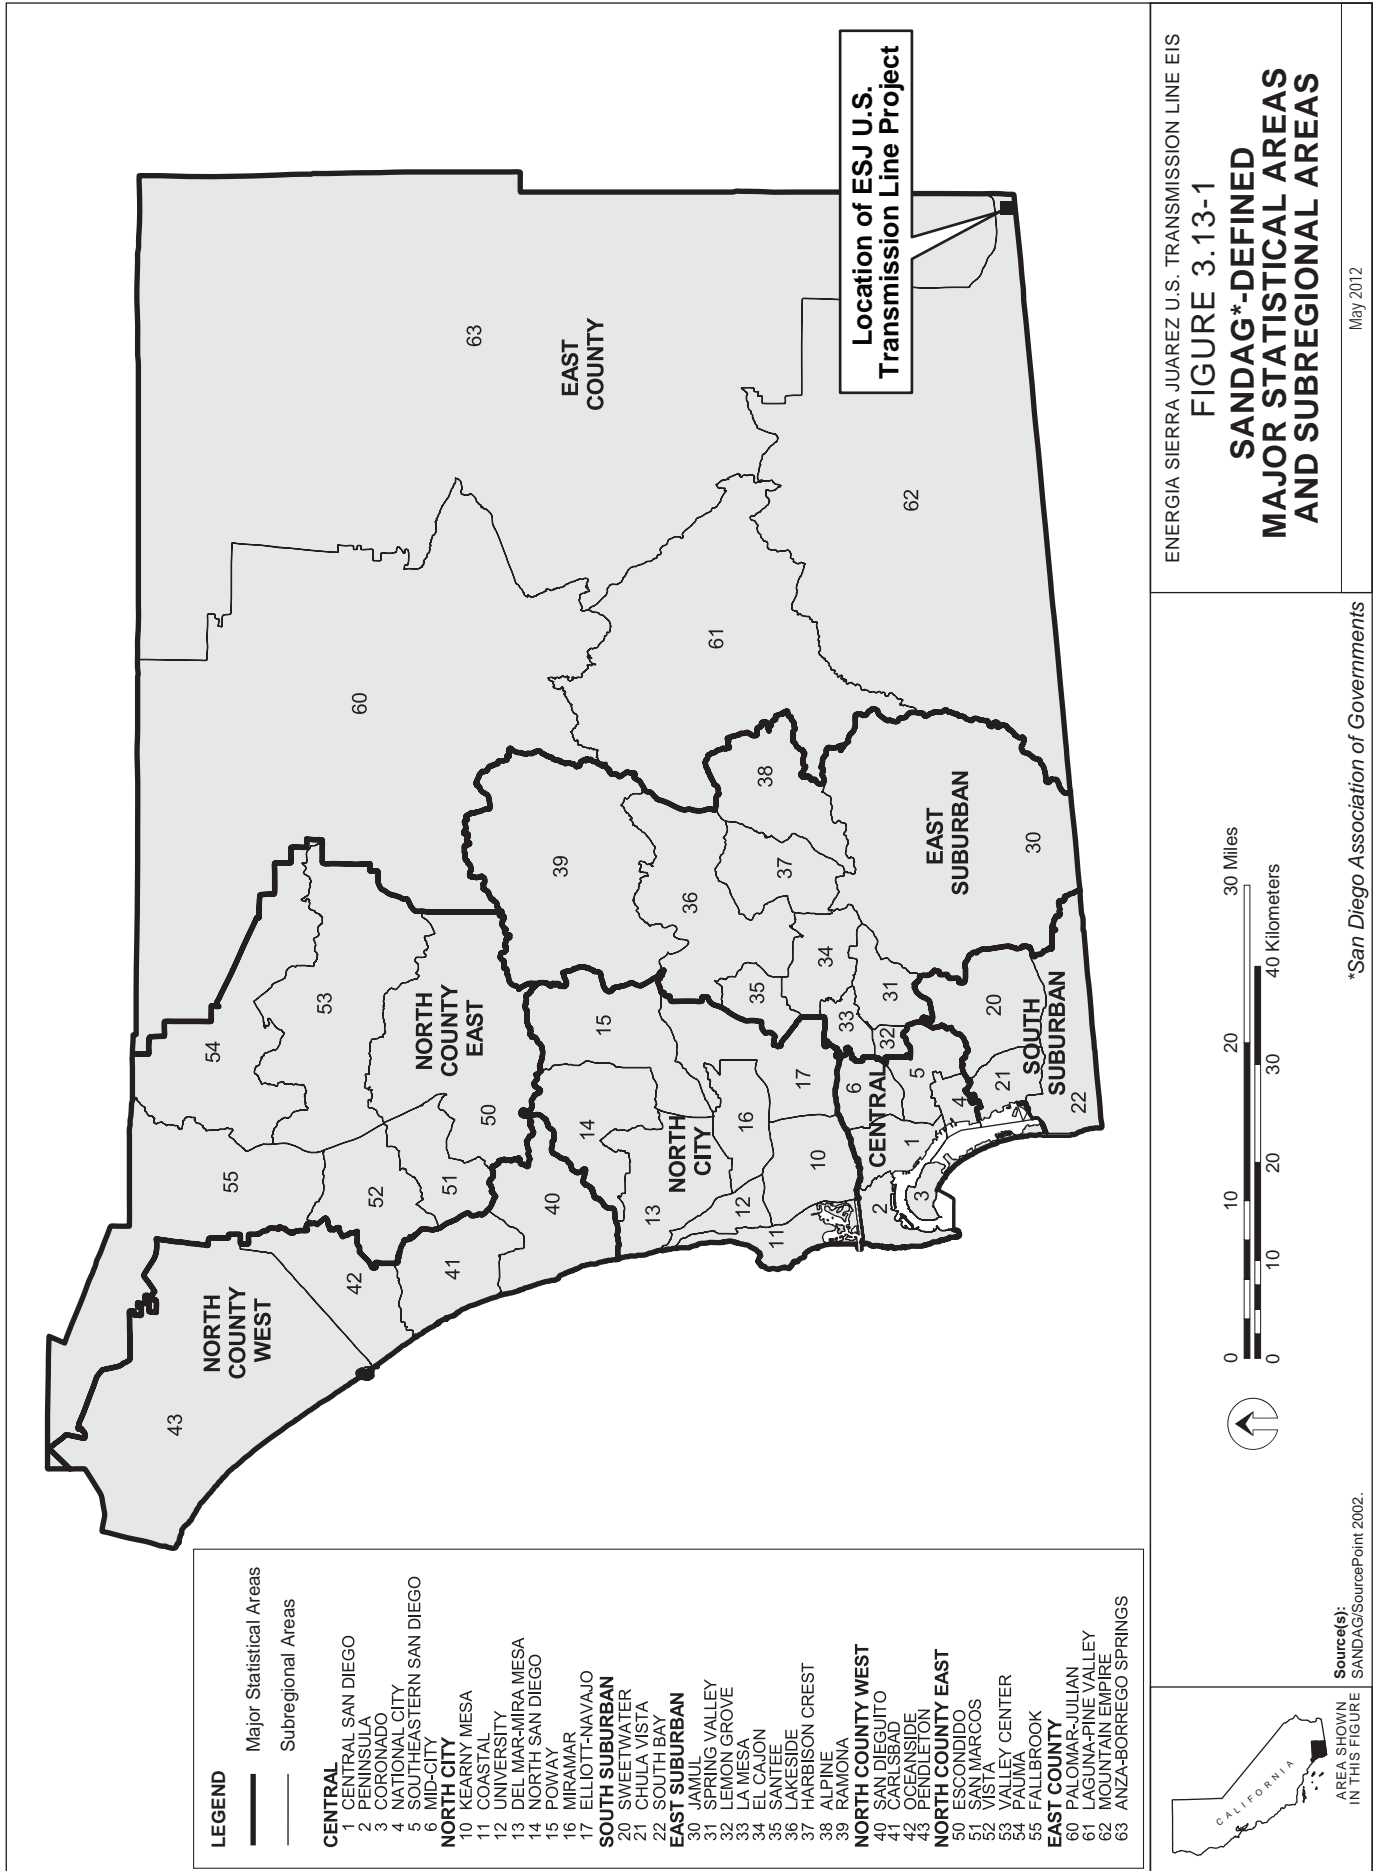 LEGEND
Major Statistical Areas
Subregional Areas
CENTRAL
1 CENTRAL SAN DIEGO
2 PENINSULA
3 CORONADO
4 NATIONAL CITY
5 SOUTHEASTERN SAN DIEGO
6 MID-CITY
NORTH CITY
10 KEARNY MESA
11 COASTAL
12 UNIVERSITY
13 DEL MAR-MIRA MESA
14 NORTH SAN DIEGO
15 POWAY
16 MIRAMAR
17 ELLIOTT-NAVAJO
SOUTH SUBURBAN
20 SWEETWATER
21 CHULA VISTA
22 SOUTH BAY
EAST SUBURBAN
30 JAMUL
31 SPRING VALLEY
32 LEMON GROVE
33 LA MESA
34 EL CAJON
35 SANTEE
36 LAKESIDE
37 HARBISON CREST
38 ALPINE
39 RAMONA
NORTH COUNTY WEST
40 SAN DIEGUITO
41 CARLSBAD
42 OCEANSIDE
43 PENDLETON
NORTH COUNTY EAST
50 ESCONDIDO
51 SAN MARCOS
52 VISTA
53 VALLEY CENTER
54 PAUMA
55 FALLBROOK
EAST COUNTY
60 PALOMAR-JULIAN
61 LAGUNA-PINE VALLEY
62 MOUNTAIN EMPIRE
63 ANZA-BORREGO SPRINGS
43
NORTH
COUNTY
WEST
42
41
40
55
54
53
52
51
50
NORTH
COUNTY
EAST
60
63
EAST
COUNTY
39
15
14
13
NORTH
CITY
16
12
11
10
17
36
35
37
38
61
34
33
32
31
62
6
CENTRAL
5
4
1
2
3
EAST
SUBURBAN
30
20
SOUTH
SUBURBAN
21
22
Location of ESJ U.S.
Transmission Line Project
CALIFORNIA
AREA SHOWN
IN THIS FIGURE
Source(s):
SANDAG/SourcePoint 2002.
0 10 20 30 Miles
0 10 20 30 40 Kilometers
*San Diego Association of Governments
ENERGIA SIERRA JUAREZ U.S. TRANSMISSION LINE EIS
FIGURE 3.13-1
SANDAG*-DEFINED
MAJOR STATISTICAL AREAS
AND SUBREGIONAL AREAS
May 2012